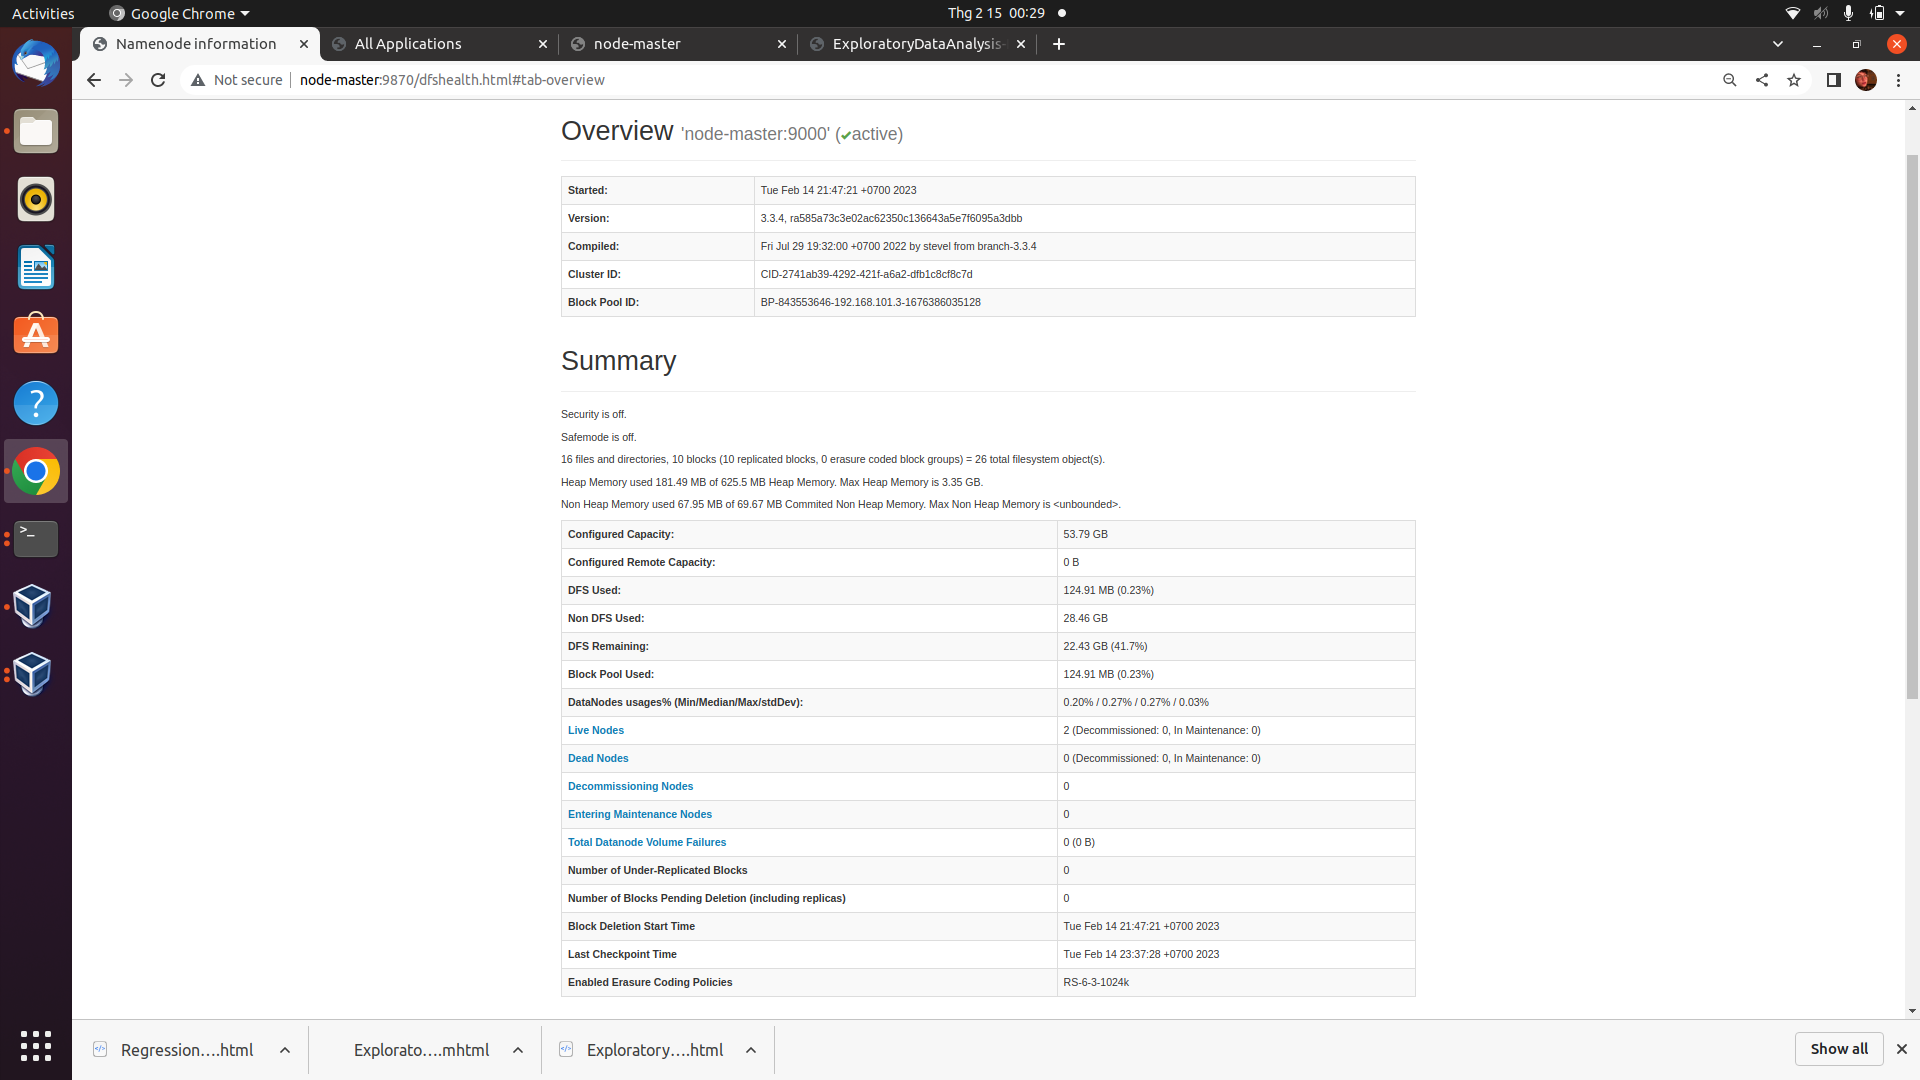 Activities
Google Chrome
Thg 2 15 00:29
Namenode information
All Applications
node-master
ExploratoryDataAnalysis-
Not secure
node-master:9870/dfshealth.html#tab-overview
Overview 'node-master:9000' (✔active)
Started: Tue Feb 14 21:47:21 +0700 2023
Version: 3.3.4, ra585a73c3e02ac62350c136643a5e7f6095a3dbb
Compiled: Fri Jul 29 19:32:00 +0700 2022 by stevel from branch-3.3.4
Cluster ID: CID-2741ab39-4292-421f-a6a2-dfb1c8cf8c7d
Block Pool ID: BP-843553646-192.168.101.3-1676386035128
Summary
Security is off.
Safemode is off.
16 files and directories, 10 blocks (10 replicated blocks, 0 erasure coded block groups) = 26 total filesystem object(s).
Heap Memory used 181.49 MB of 625.5 MB Heap Memory. Max Heap Memory is 3.35 GB.
Non Heap Memory used 67.95 MB of 69.67 MB Commited Non Heap Memory. Max Non Heap Memory is <unbounded>.
Configured Capacity: 53.79 GB
Configured Remote Capacity: 0 B
DFS Used: 124.91 MB (0.23%)
Non DFS Used: 28.46 GB
DFS Remaining: 22.43 GB (41.7%)
Block Pool Used: 124.91 MB (0.23%)
DataNodes usages% (Min/Median/Max/stdDev): 0.20% / 0.27% / 0.27% / 0.03%
Live Nodes 2 (Decommissioned: 0, In Maintenance: 0)
Dead Nodes 0 (Decommissioned: 0, In Maintenance: 0)
Decommissioning Nodes 0
Entering Maintenance Nodes 0
Total Datanode Volume Failures 0 (0 B)
Number of Under-Replicated Blocks 0
Number of Blocks Pending Deletion (including replicas) 0
Block Deletion Start Time Tue Feb 14 21:47:21 +0700 2023
Last Checkpoint Time Tue Feb 14 23:37:28 +0700 2023
Enabled Erasure Coding Policies RS-6-3-1024k
Regression....html
Explorato....mhtml
Exploratory....html
Show all